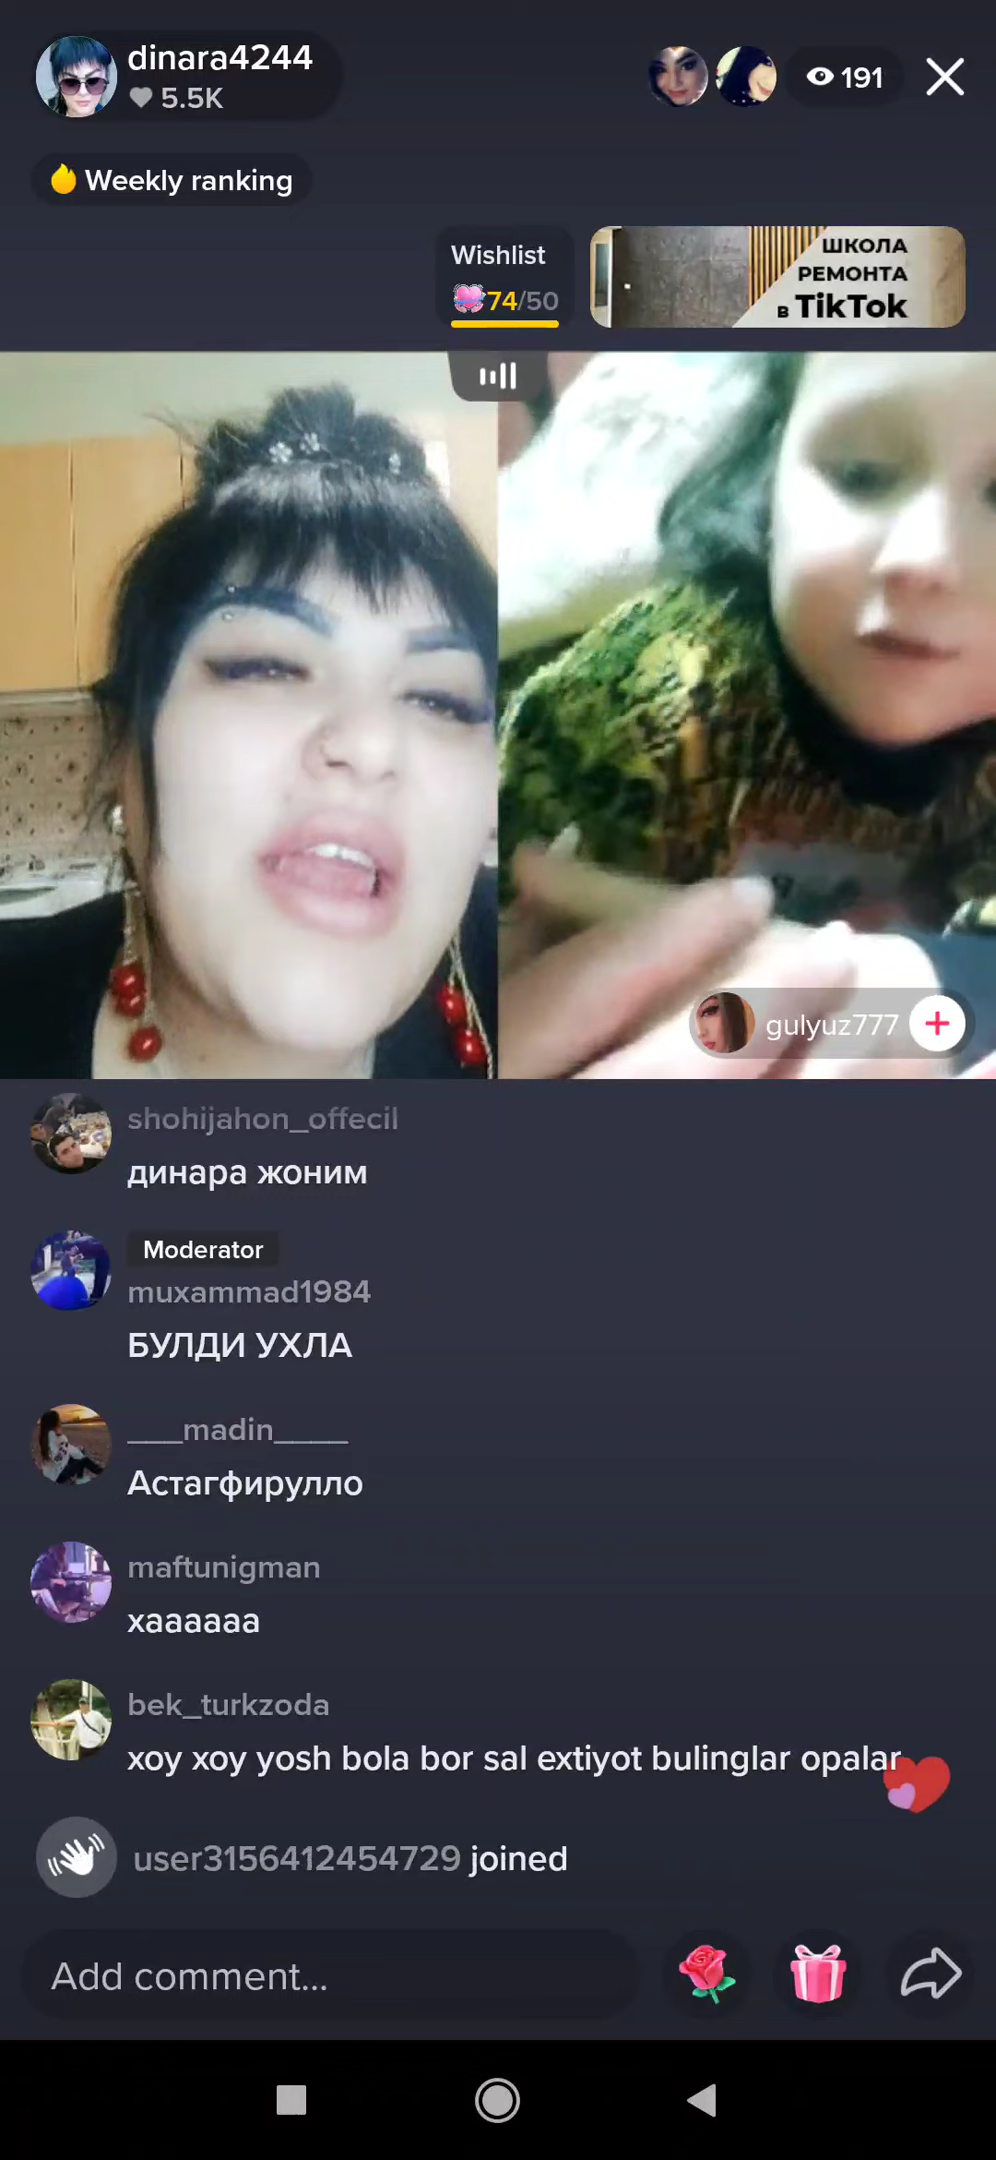 dinara4244
5.5K
191
Weekly ranking
Wishlist
74/50
ШКОЛА
РЕМОНТА
в TikTok
gulyuz777
shohijahon_offecil
динара жоним
Moderator
muxammad1984
БУЛДИ УХЛА
___madin____
Астагфирулло
maftunigman
хаааааа
bek_turkzoda
xoy xoy yosh bola bor sal extiyot bulinglar opalar
user3156412454729 joined
Add comment...